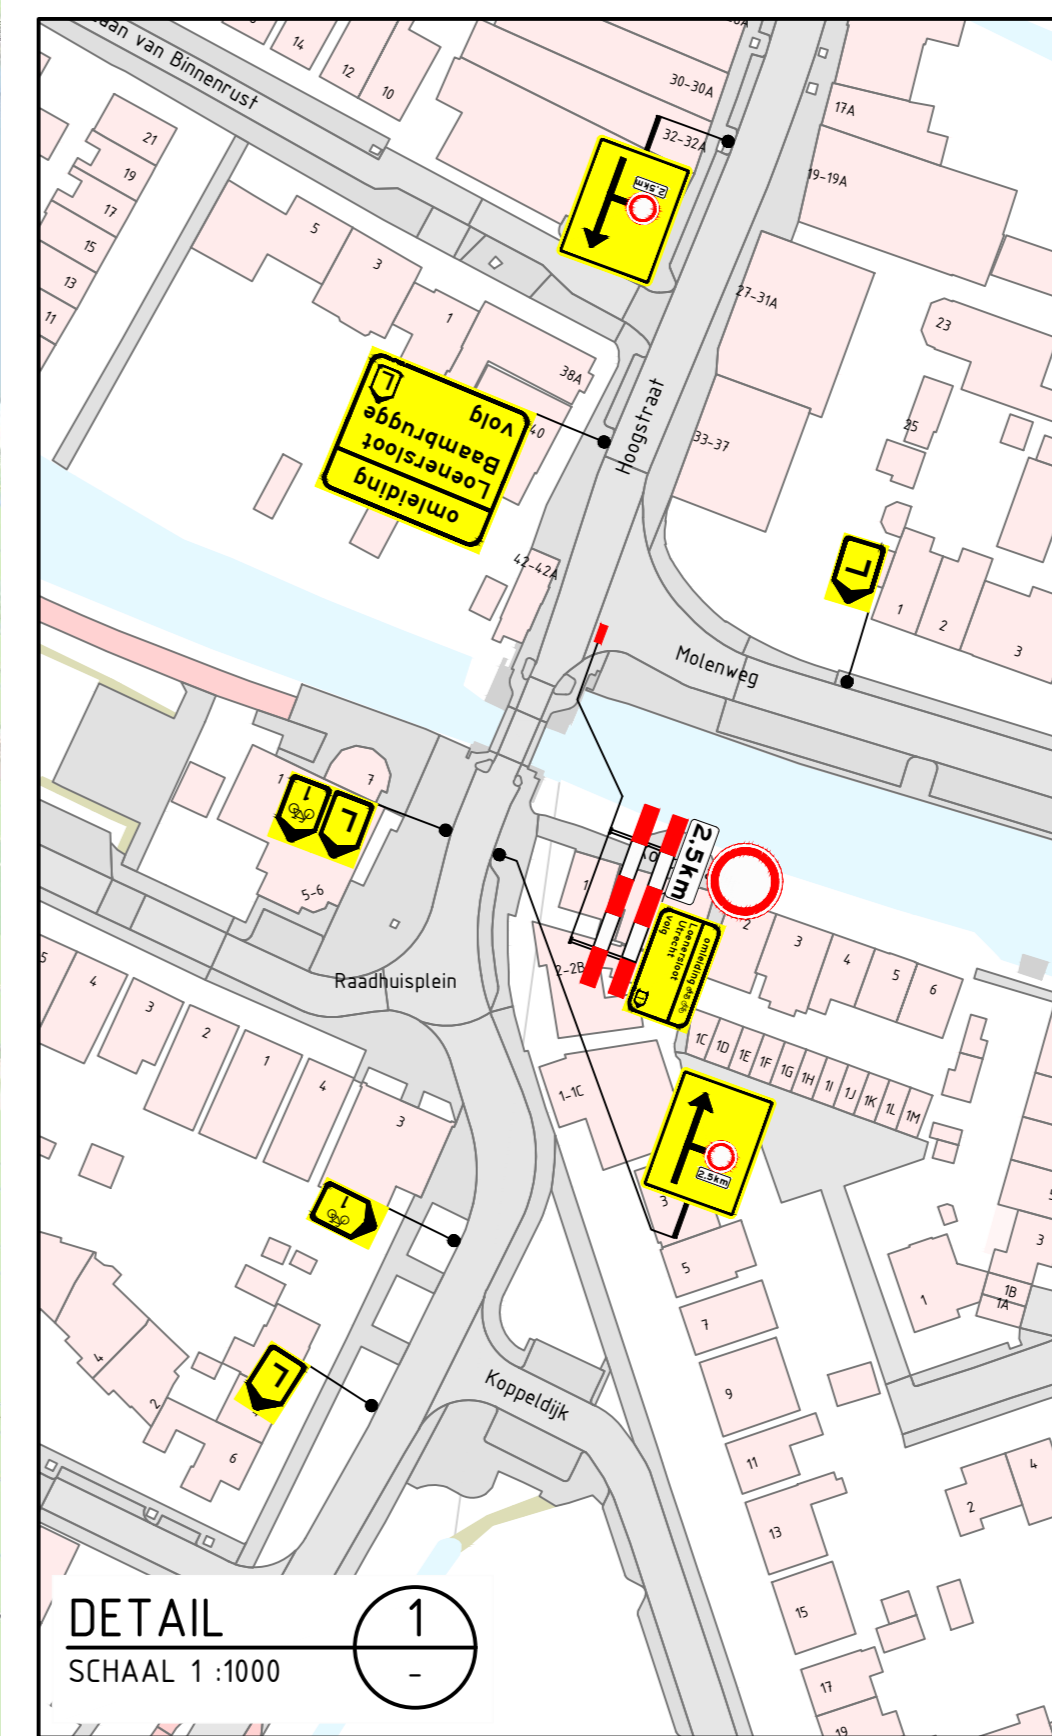 aan van Binnenrust
14
12
10
30-30A
32-32A
17A
19-19A
2.5km
21
19
17
15
13
11
5
3
1
38A
40
27-31A
23
25
33-37
Hoogstraat
omleiding
Loenersloot
Baambrugge
volg
L
42-42A
L
1
2
3
Molenweg
7
1
1
L
5-6
2.5km
1
2
3
4
5
6
2-2B
omleiding
Loenersloot
Utrecht
volg
Raadhuisplein
5
4
3
2
1
4
3
1C
1D
1E
1F
1G
1H
1I
1J
1K
1L
1M
1-1C
2.5km
3
5
7
9
11
13
15
17
19
1
L
4
2
6
Koppeldijk
1
1B
1A
3
2
4
DETAIL
1
SCHAAL 1 :1000
-